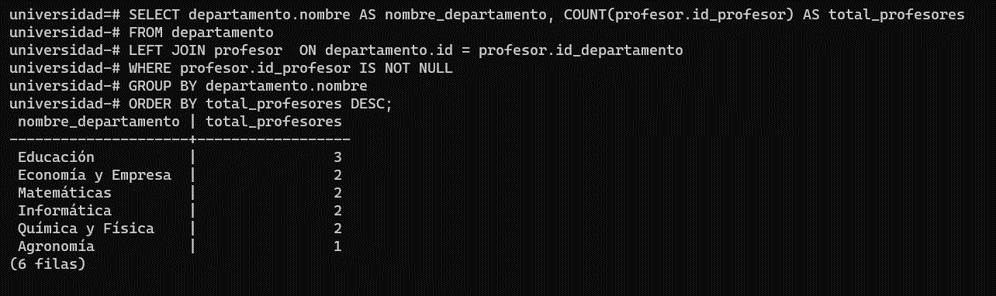 universidad=# SELECT departamento.nombre AS nombre_departamento, COUNT(profesor.id_profesor) AS total_profesores
universidad-# FROM departamento
universidad-# LEFT JOIN profesor  ON departamento.id = profesor.id_departamento
universidad-# WHERE profesor.id_profesor IS NOT NULL
universidad-# GROUP BY departamento.nombre
universidad-# ORDER BY total_profesores DESC;
 nombre_departamento | total_profesores
---------------------+------------------
 Educación           |                3
 Economía y Empresa  |                2
 Matemáticas         |                2
 Informática         |                2
 Química y Física    |                2
 Agronomía           |                1
(6 filas)